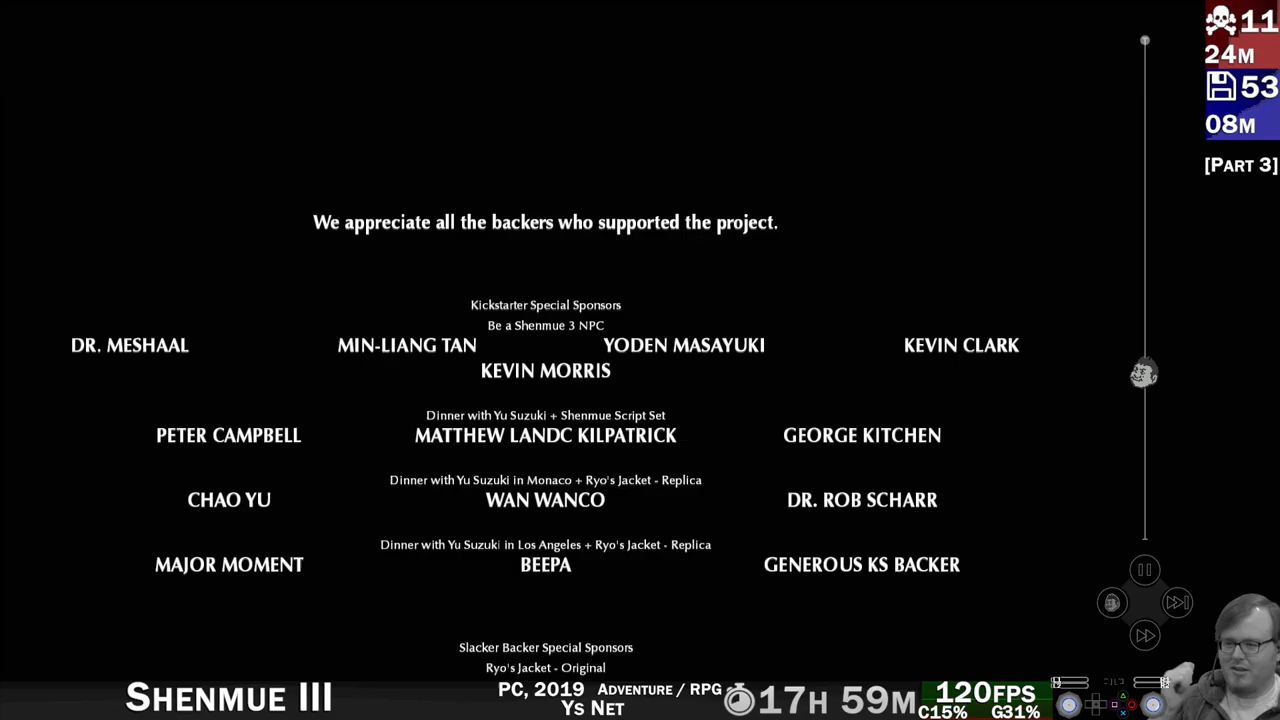 11
24M
53
08M
[PART 3]
We appreciate all the backers who supported the project.
Kickstarter Special Sponsors
Be a Shenmue 3 NPC
DR. MESHAAL MIN-LIANG TAN YODEN MASAYUKI KEVIN CLARK
KEVIN MORRIS
Dinner with Yu Suzuki + Shenmue Script Set
PETER CAMPBELL MATTHEW LANDC KILPATRICK GEORGE KITCHEN
Dinner with Yu Suzuki in Monaco + Ryo's Jacket - Replica
CHAO YU WAN WANCO DR. ROB SCHARR
Dinner with Yu Suzuki in Los Angeles + Ryo's Jacket - Replica
MAJOR MOMENT BEEPA GENEROUS KS BACKER
Slacker Backer Special Sponsors
Ryo's Jacket - Original
SHENMUE III
PC, 2019 ADVENTURE / RPG
YS NET
17H 59M
120FPS
C15% G31%